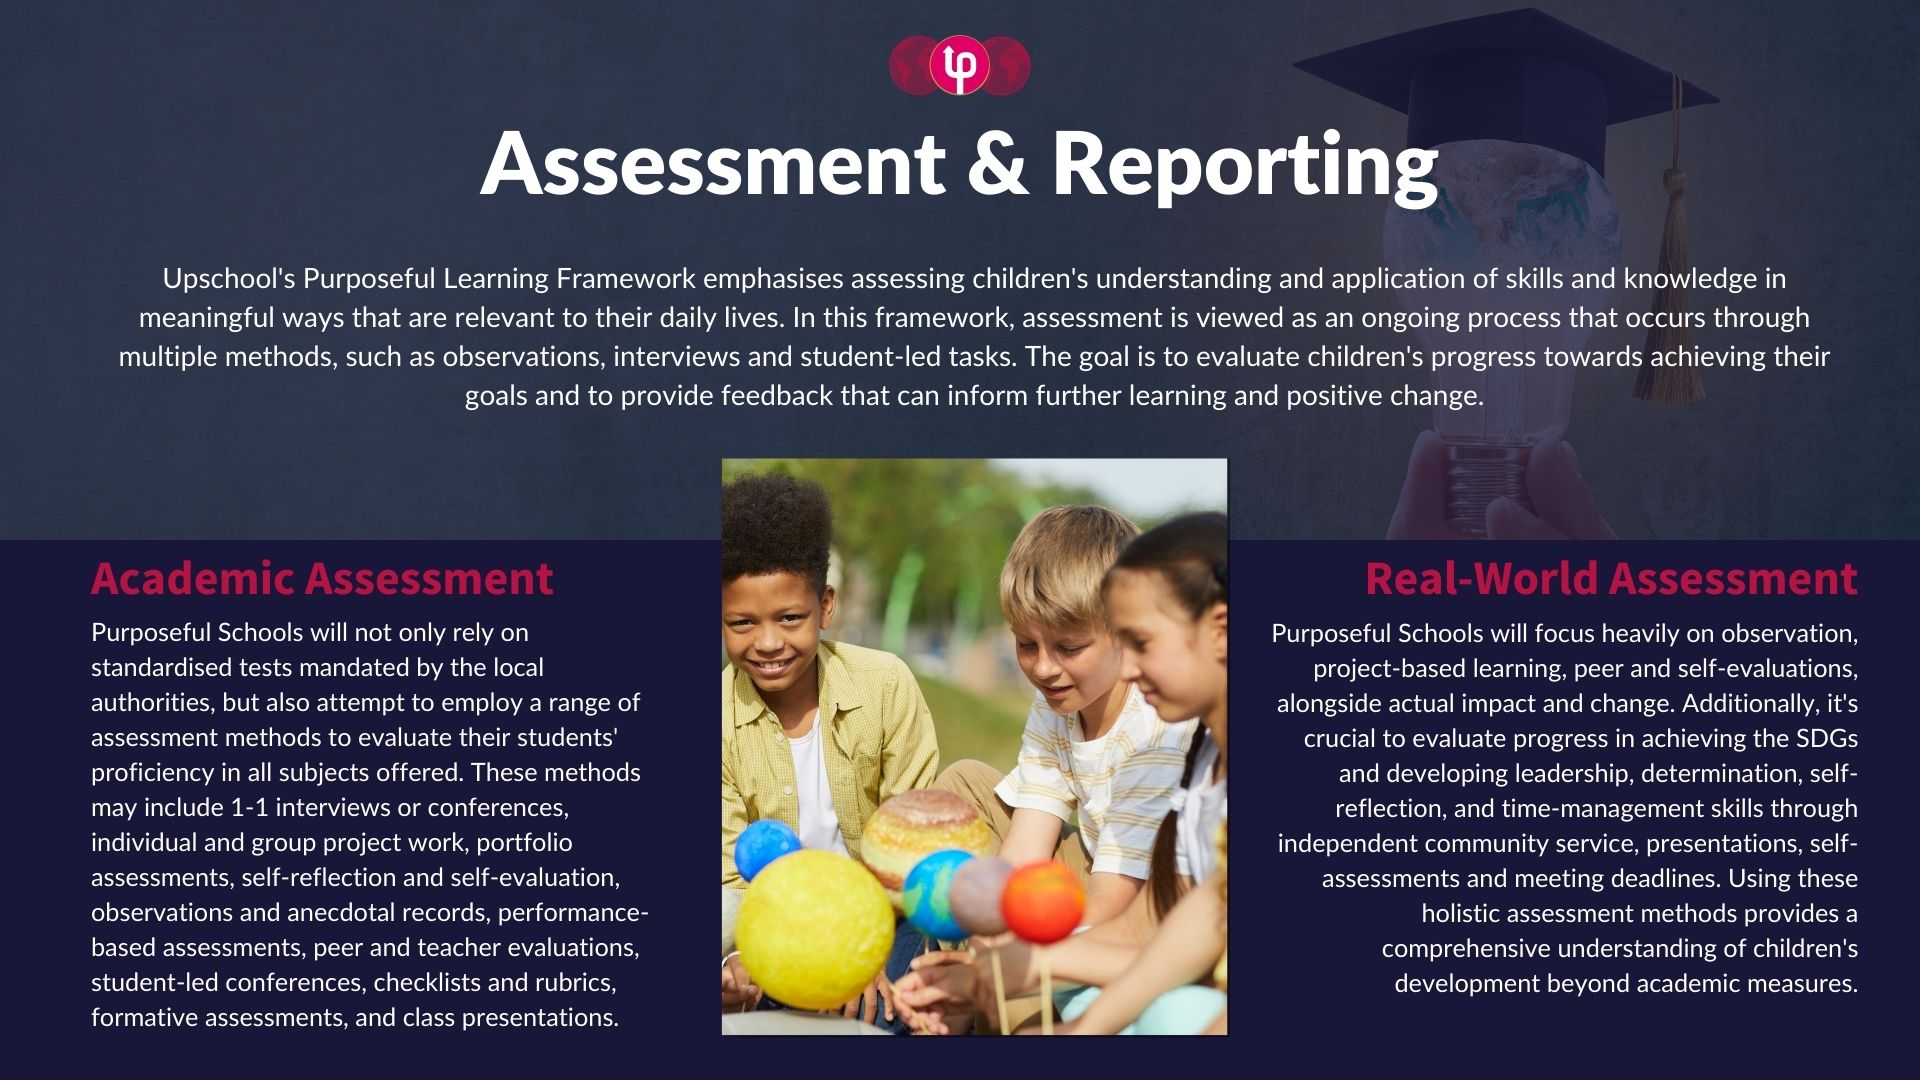 up
Assessment & Reporting
Upschool's Purposeful Learning Framework emphasises assessing children's understanding and application of skills and knowledge in
meaningful ways that are relevant to their daily lives. In this framework, assessment is viewed as an ongoing process that occurs through
multiple methods, such as observations, interviews and student-led tasks. The goal is to evaluate children's progress towards achieving their
goals and to provide feedback that can inform further learning and positive change.
Academic Assessment
Purposeful Schools will not only rely on
standardised tests mandated by the local
authorities, but also attempt to employ a range of
assessment methods to evaluate their students'
proficiency in all subjects offered. These methods
may include 1-1 interviews or conferences,
individual and group project work, portfolio
assessments, self-reflection and self-evaluation,
observations and anecdotal records, performance-
based assessments, peer and teacher evaluations,
student-led conferences, checklists and rubrics,
formative assessments, and class presentations.
Real-World Assessment
Purposeful Schools will focus heavily on observation,
project-based learning, peer and self-evaluations,
alongside actual impact and change. Additionally, it's
crucial to evaluate progress in achieving the SDGs
and developing leadership, determination, self-
reflection, and time-management skills through
independent community service, presentations, self-
assessments and meeting deadlines. Using these
holistic assessment methods provides a
comprehensive understanding of children's
development beyond academic measures.